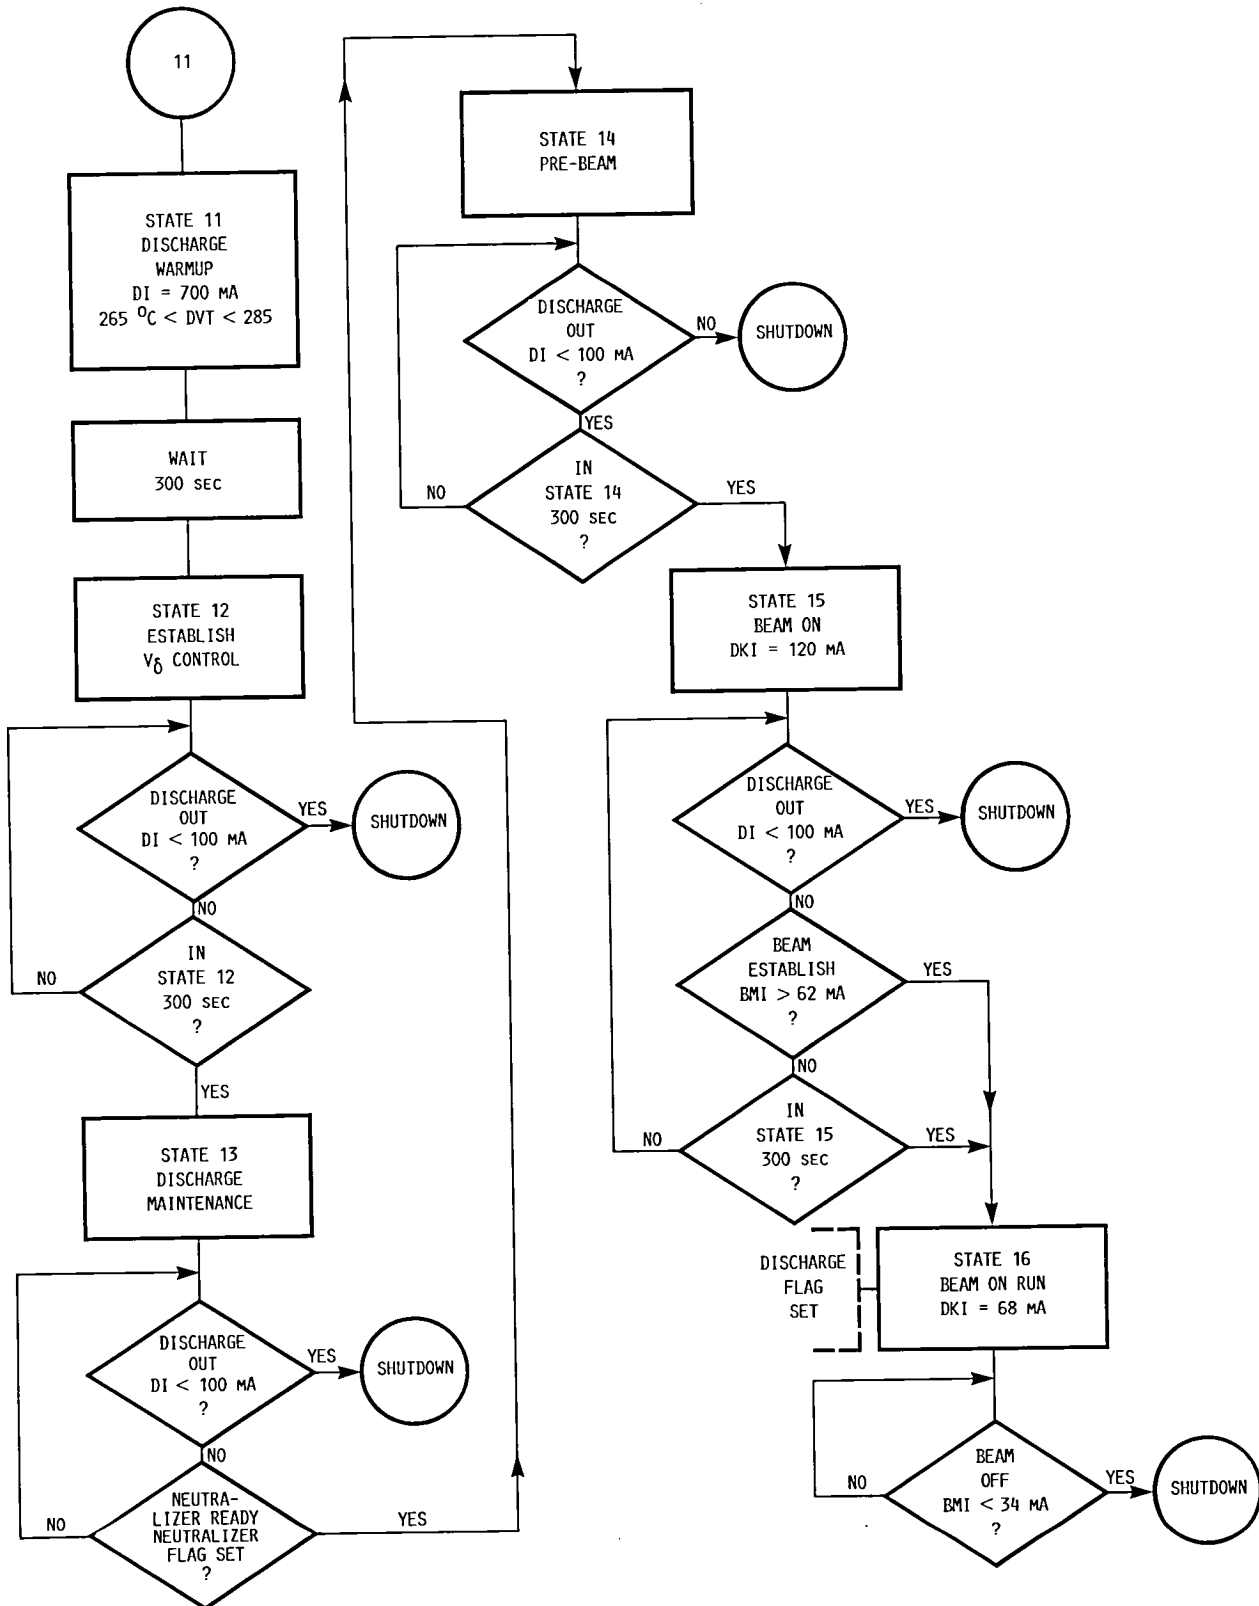 11
STATE 11
DISCHARGE
WARMUP
DI = 700 MA
265 °C < DVT < 285
WAIT
300 SEC
STATE 12
ESTABLISH
Vδ CONTROL
DISCHARGE
OUT
DI < 100 MA
?
YES
SHUTDOWN
NO
IN
STATE 12
300 SEC
?
NO
YES
STATE 13
DISCHARGE
MAINTENANCE
DISCHARGE
OUT
DI < 100 MA
?
YES
SHUTDOWN
NO
NEUTRA-
LIZER READY
NEUTRALIZER
FLAG SET
?
NO
YES
STATE 14
PRE-BEAM
DISCHARGE
OUT
DI < 100 MA
?
NO
SHUTDOWN
YES
IN
STATE 14
300 SEC
?
NO
YES
STATE 15
BEAM ON
DKI = 120 MA
DISCHARGE
OUT
DI < 100 MA
?
YES
SHUTDOWN
NO
BEAM
ESTABLISH
BMI > 62 MA
?
YES
NO
IN
STATE 15
300 SEC
?
NO
YES
DISCHARGE
FLAG
SET
STATE 16
BEAM ON RUN
DKI = 68 MA
BEAM
OFF
BMI < 34 MA
?
NO
YES
SHUTDOWN